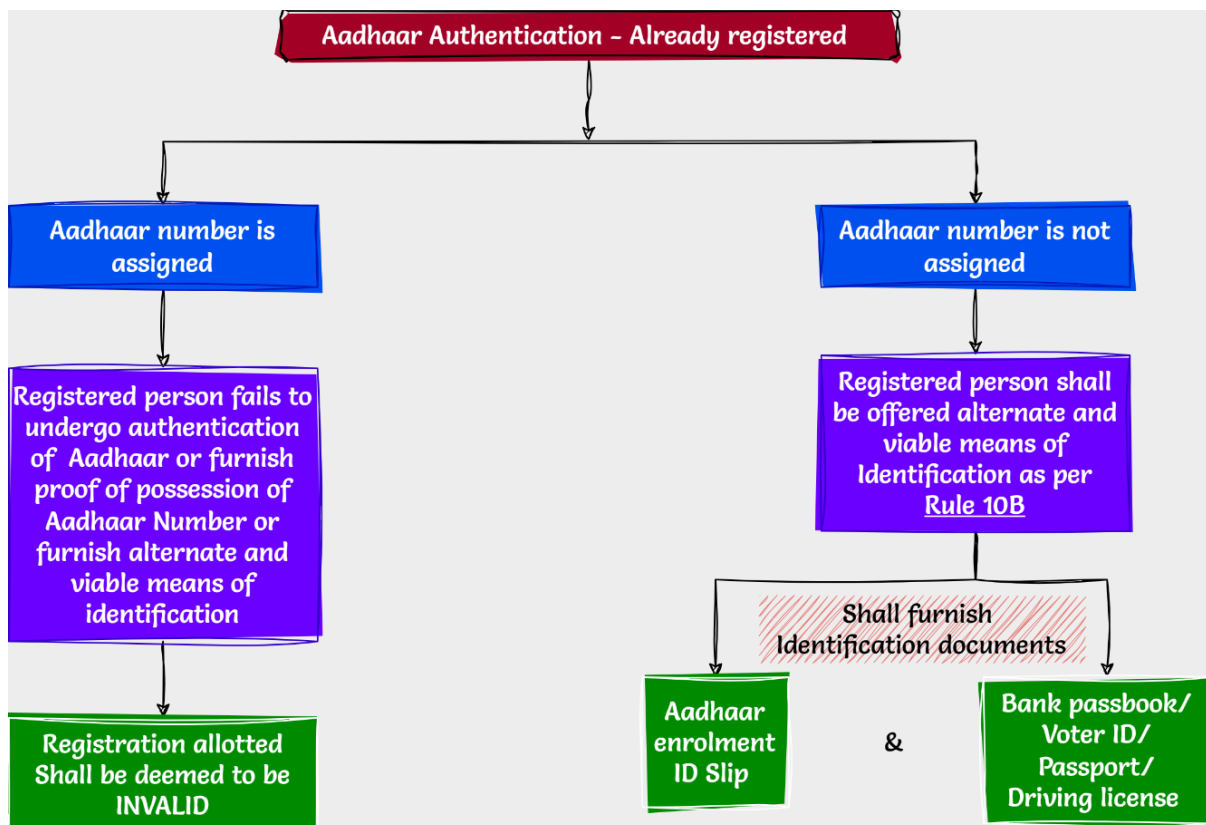 Aadhaar Authentication - Already registered
Aadhaar number is
assigned
Aadhaar number is not
assigned
Registered person fails to
undergo authentication
of Aadhaar or furnish
proof of possession of
Aadhaar Number or
furnish alternate and
viable means of
identification
Registered person shall
be offered alternate and
viable means of
Identification as per
Rule 10B
Shall furnish
Identification documents
Registration allotted
Shall be deemed to be
INVALID
Aadhaar
enrolment
ID Slip
&
Bank passbook/
Voter ID/
Passport/
Driving license